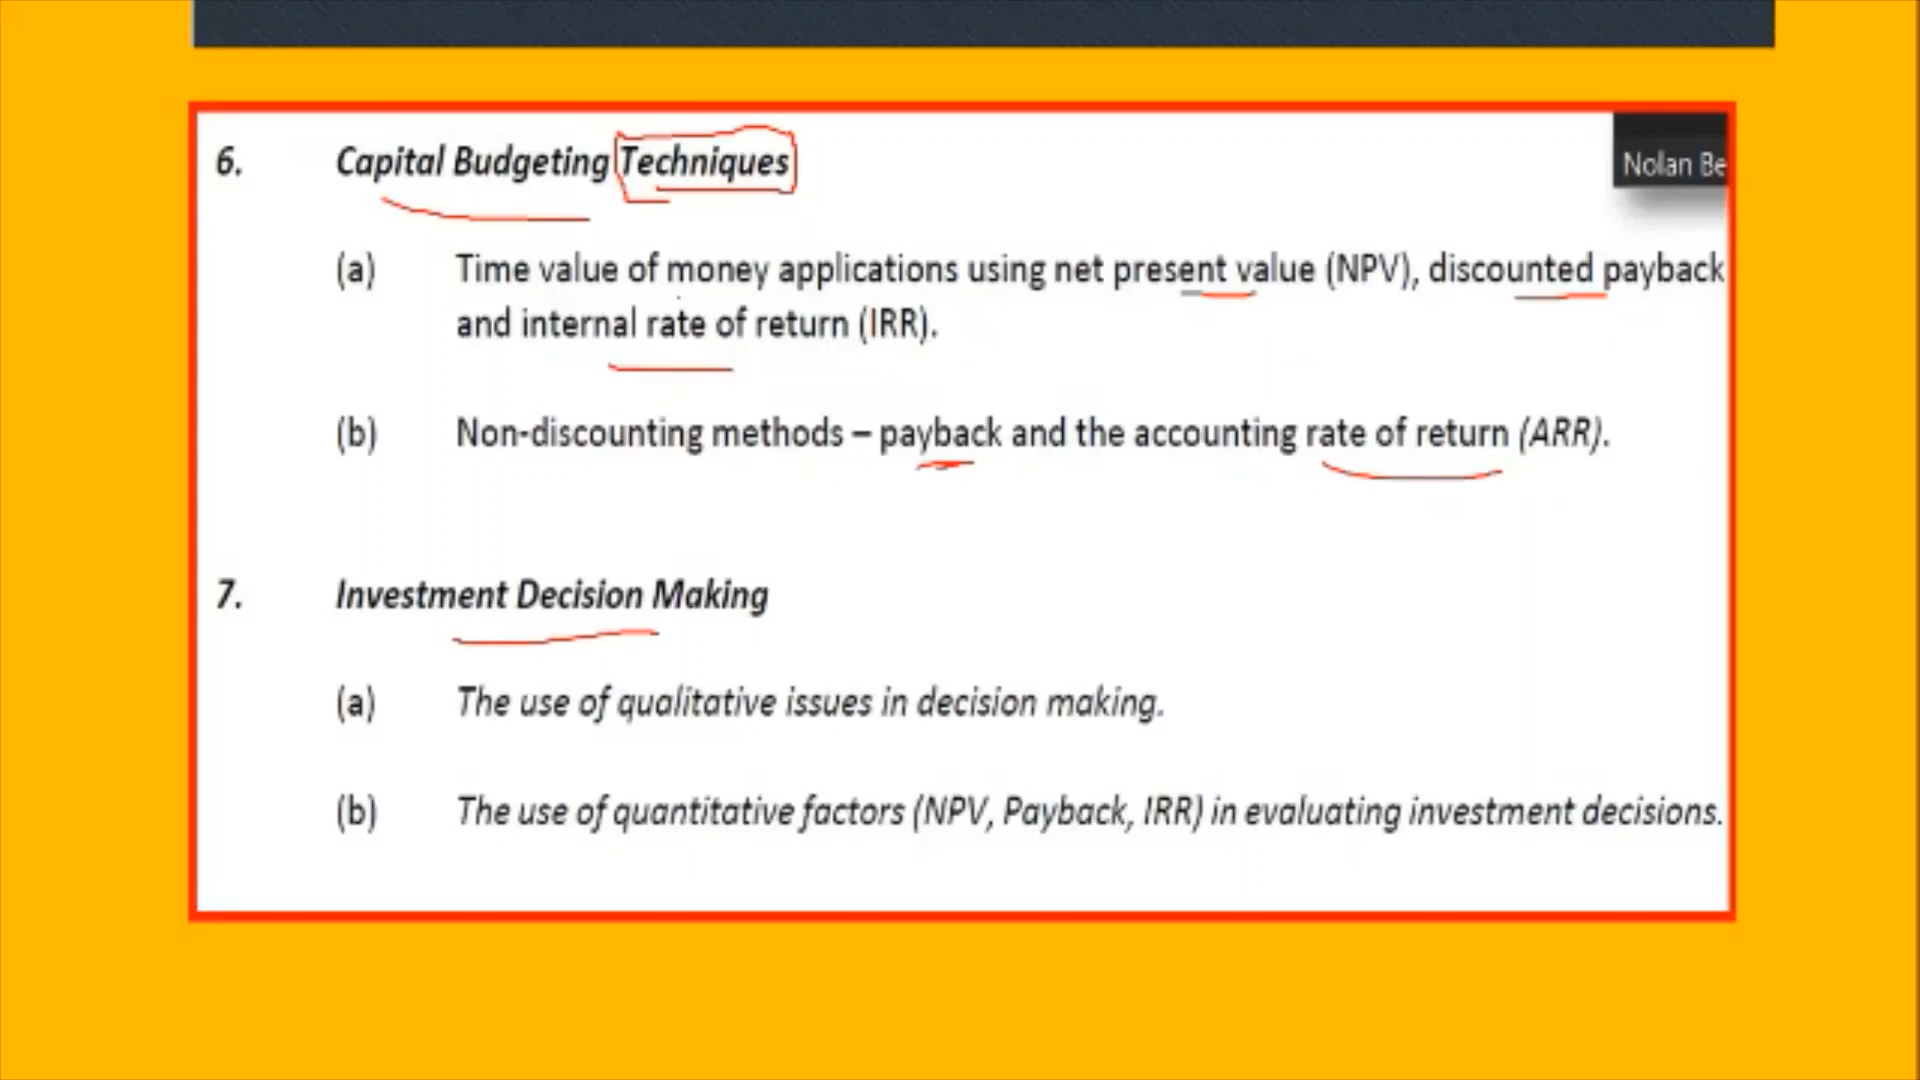 6. Capital Budgeting Techniques
Nolan Be
(a) Time value of money applications using net present value (NPV), discounted payback
and internal rate of return (IRR).
(b) Non-discounting methods – payback and the accounting rate of return (ARR).
7. Investment Decision Making
(a) The use of qualitative issues in decision making.
(b) The use of quantitative factors (NPV, Payback, IRR) in evaluating investment decisions.